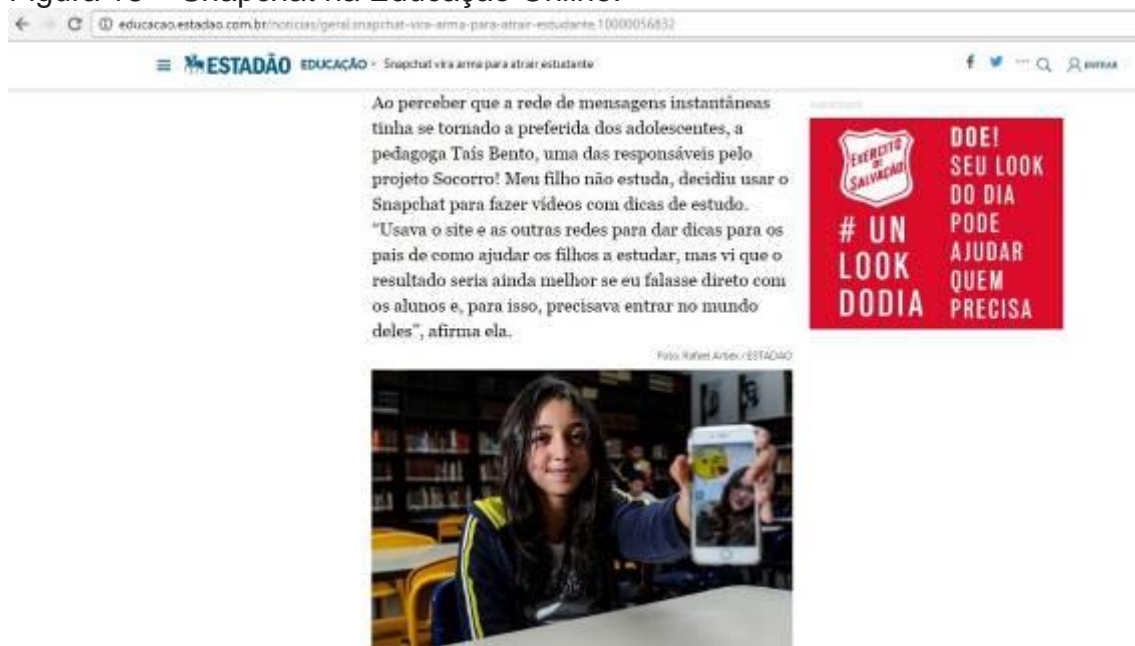 Figura 18 – Snapchat na Educação Online.
educacao.estadao.com.br/noticias/geral,snapchat-vira-arma-para-atrair-estudante,10000056832
ESTADÃO EDUCAÇÃO Snapchat vira arma para atrair estudante
ENTRAR
Ao perceber que a rede de mensagens instantâneas
tinha se tornado a preferida dos adolescentes, a
pedagoga Taís Bento, uma das responsáveis pelo
projeto Socorro! Meu filho não estuda, decidiu usar o
Snapchat para fazer vídeos com dicas de estudo.
“Usava o site e as outras redes para dar dicas para os
pais de como ajudar os filhos a estudar, mas vi que o
resultado seria ainda melhor se eu falasse direto com
os alunos e, para isso, precisava entrar no mundo
deles”, afirma ela.
Foto: Rafael Arbex / ESTADAO
EXERCITO
DE
SALVAÇÃO
# UN
LOOK
DODIA
DOE!
SEU LOOK
DO DIA
PODE
AJUDAR
QUEM
PRECISA